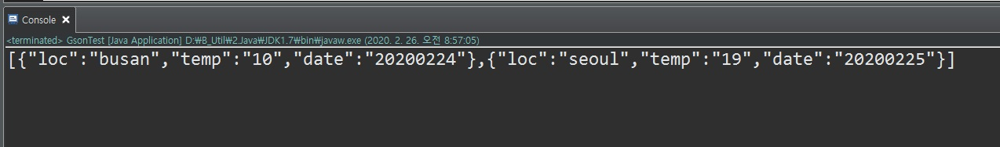 Console
<terminated> GsonTest [Java Application] D:₩B_Util₩2.Java₩JDK1.7₩bin₩javaw.exe (2020. 2. 26. 오전 8:57:05)
[{"loc":"busan","temp":"10","date":"20200224"},{"loc":"seoul","temp":"19","date":"20200225"}]